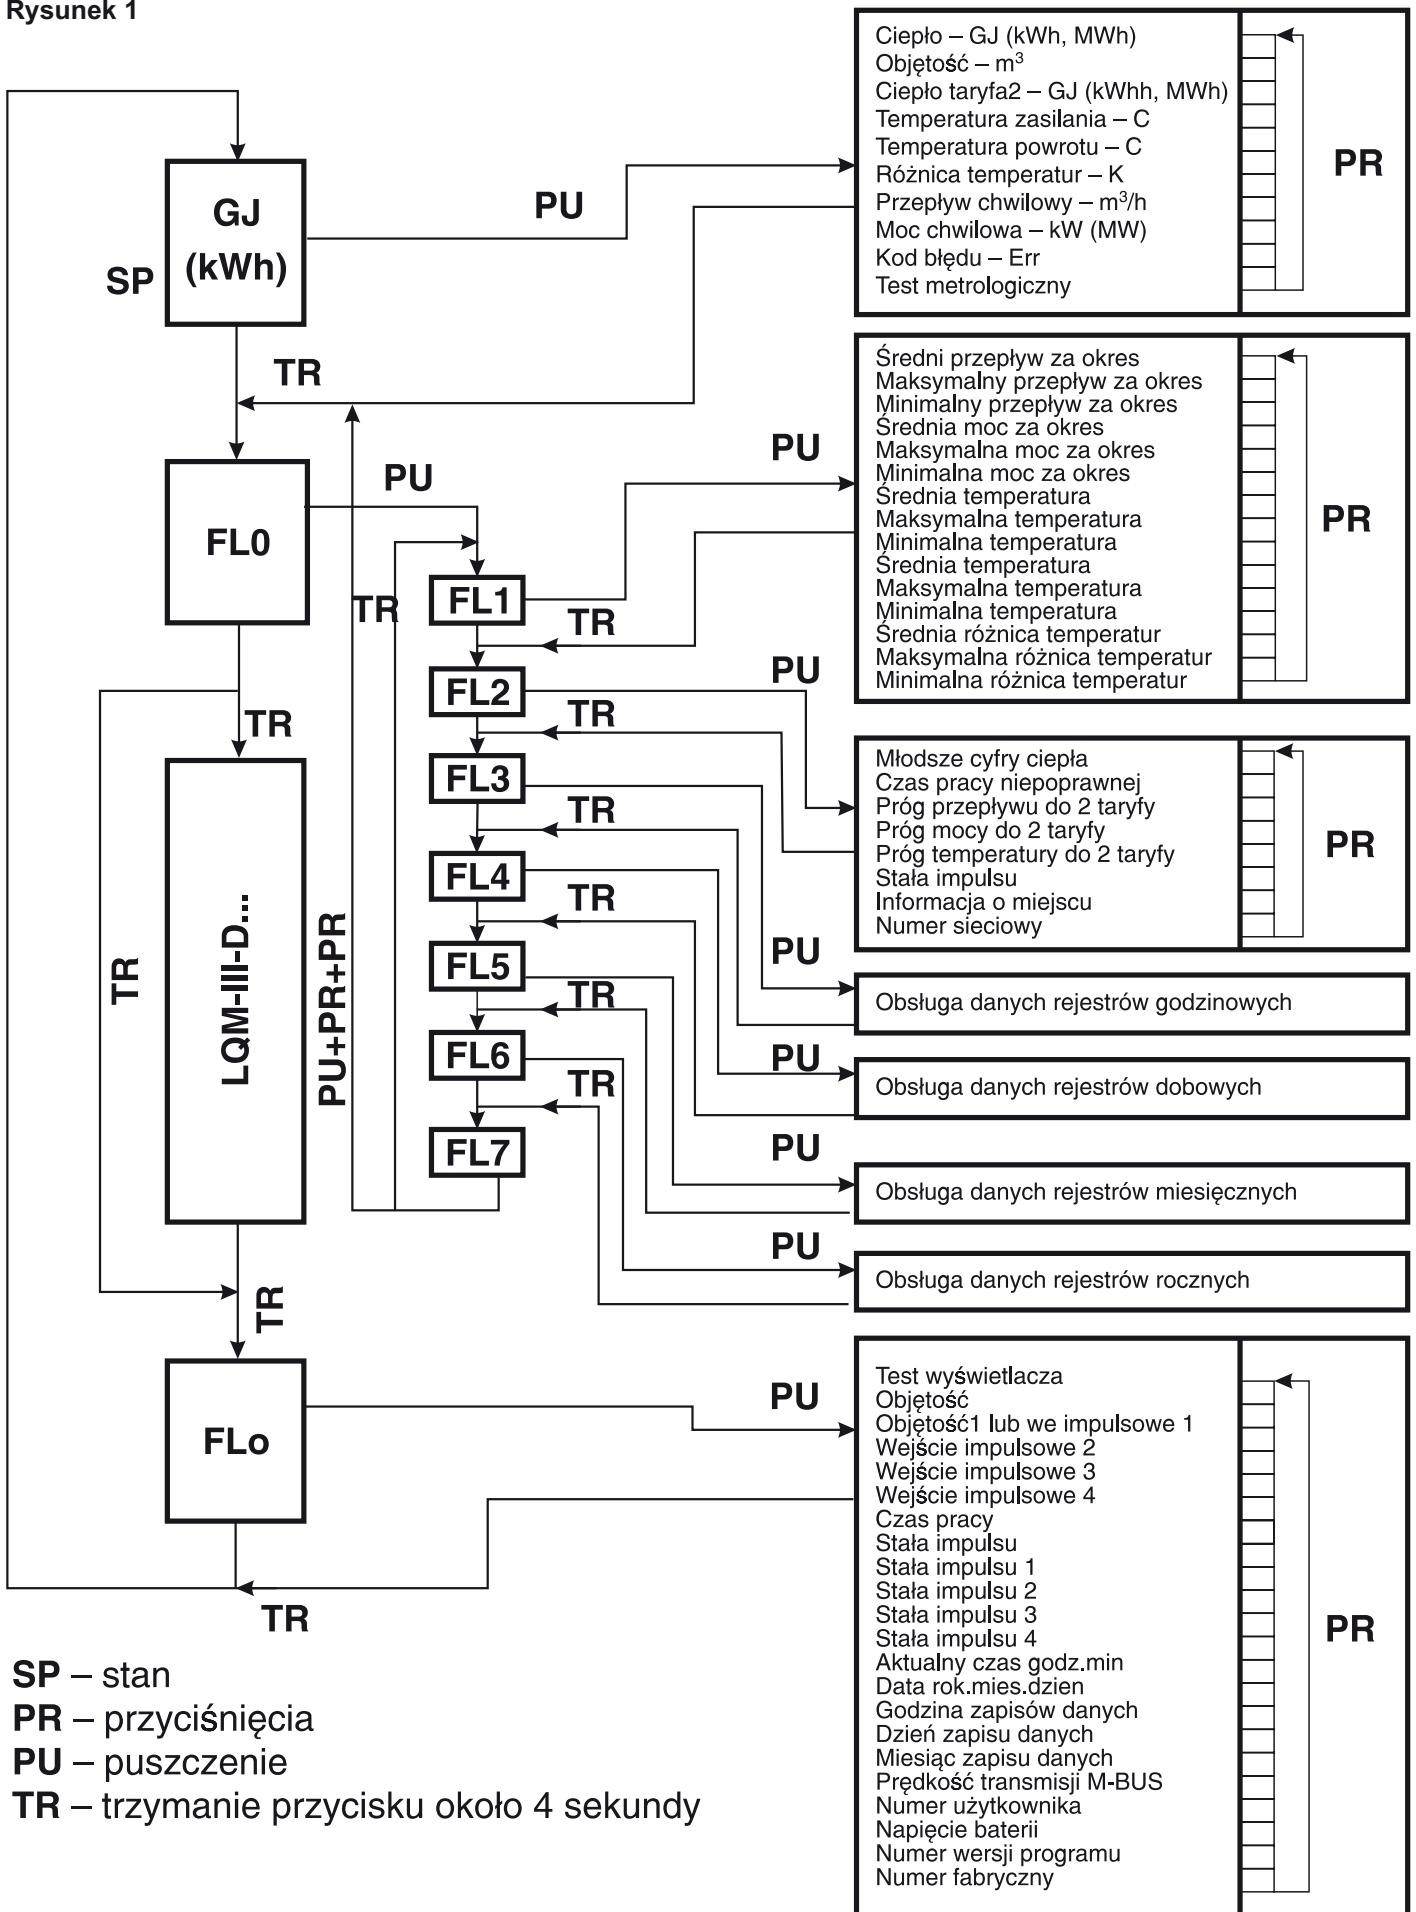 Rysunek 1
GJ
(kWh)
SP
PU
Ciepło – GJ (kWh, MWh)
Objętość – m³
Ciepło taryfa2 – GJ (kWhh, MWh)
Temperatura zasilania – C
Temperatura powrotu – C
Różnica temperatur – K
Przepływ chwilowy – m³/h
Moc chwilowa – kW (MW)
Kod błędu – Err
Test metrologiczny
PR
TR
FL0
PU
PU
Średni przepływ za okres
Maksymalny przepływ za okres
Minimalny przepływ za okres
Średnia moc za okres
Maksymalna moc za okres
Minimalna moc za okres
Średnia temperatura
Maksymalna temperatura
Minimalna temperatura
Średnia temperatura
Maksymalna temperatura
Minimalna temperatura
Średnia różnica temperatur
Maksymalna różnica temperatur
Minimalna różnica temperatur
PR
TR
FL1
TR
FL2
PU
TR
TR
FL3
Młodsze cyfry ciepła
Czas pracy niepoprawnej
Próg przepływu do 2 taryfy
Próg mocy do 2 taryfy
Próg temperatury do 2 taryfy
Stała impulsu
Informacja o miejscu
Numer sieciowy
PR
TR
FL4
TR
LQM-III-D...
TR
PU+PR+PR
FL5
PU
TR
Obsługa danych rejestrów godzinowych
FL6
PU
TR
Obsługa danych rejestrów dobowych
FL7
PU
Obsługa danych rejestrów miesięcznych
PU
Obsługa danych rejestrów rocznych
TR
FLo
PU
Test wyświetlacza
Objętość
Objętość1 lub we impulsowe 1
Wejście impulsowe 2
Wejście impulsowe 3
Wejście impulsowe 4
Czas pracy
Stała impulsu
Stała impulsu 1
Stała impulsu 2
Stała impulsu 3
Stała impulsu 4
Aktualny czas godz.min
Data rok.mies.dzien
Godzina zapisów danych
Dzień zapisu danych
Miesiąc zapisu danych
Prędkość transmisji M-BUS
Numer użytkownika
Napięcie baterii
Numer wersji programu
Numer fabryczny
PR
TR
SP – stan
PR – przyciśnięcia
PU – puszczenie
TR – trzymanie przycisku około 4 sekundy